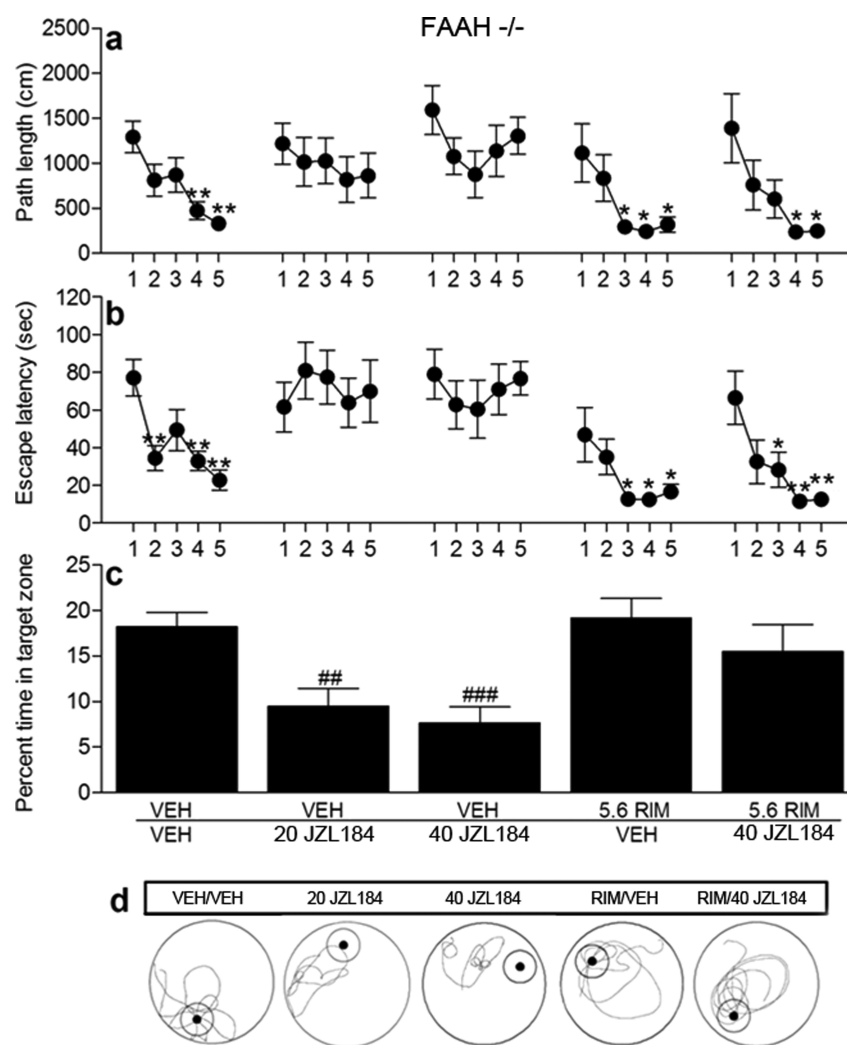 FAAH -/-
a
Path length (cm)
2500
2000
1500
1000
500
0
** **
* * *
* *
1 2 3 4 5 1 2 3 4 5 1 2 3 4 5 1 2 3 4 5 1 2 3 4 5
b
Escape latency (sec)
120
100
80
60
40
20
0
** ** **
* * *
* ** **
1 2 3 4 5 1 2 3 4 5 1 2 3 4 5 1 2 3 4 5 1 2 3 4 5
c
Percent time in target zone
25
20
15
10
5
0
## ###
VEH VEH VEH 5.6 RIM 5.6 RIM
VEH 20 JZL184 40 JZL184 VEH 40 JZL184
d
VEH/VEH 20 JZL184 40 JZL184 RIM/VEH RIM/40 JZL184